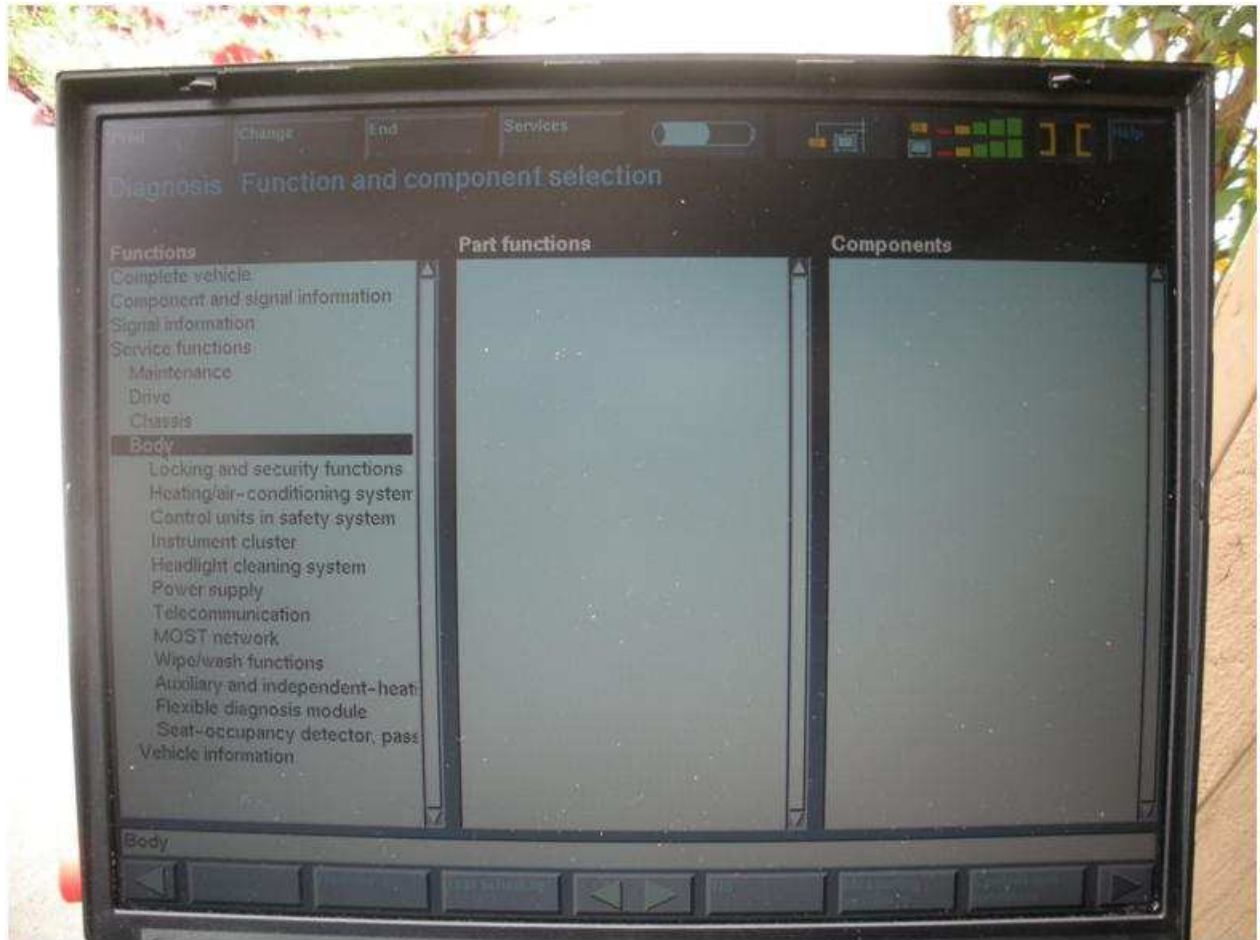 Print Change End Services Help
Diagnosis Function and component selection
Functions Part functions Components
Complete vehicle
Component and signal information
Signal information
Service functions
Maintenance
Drive
Chassis
Body
Locking and security functions
Heating/air-conditioning system
Control units in safety system
Instrument cluster
Headlight cleaning system
Power supply
Telecommunication
MOST network
Wipe/wash functions
Auxiliary and independent-heati
Flexible diagnosis module
Seat-occupancy detector, pass
Vehicle information
Body